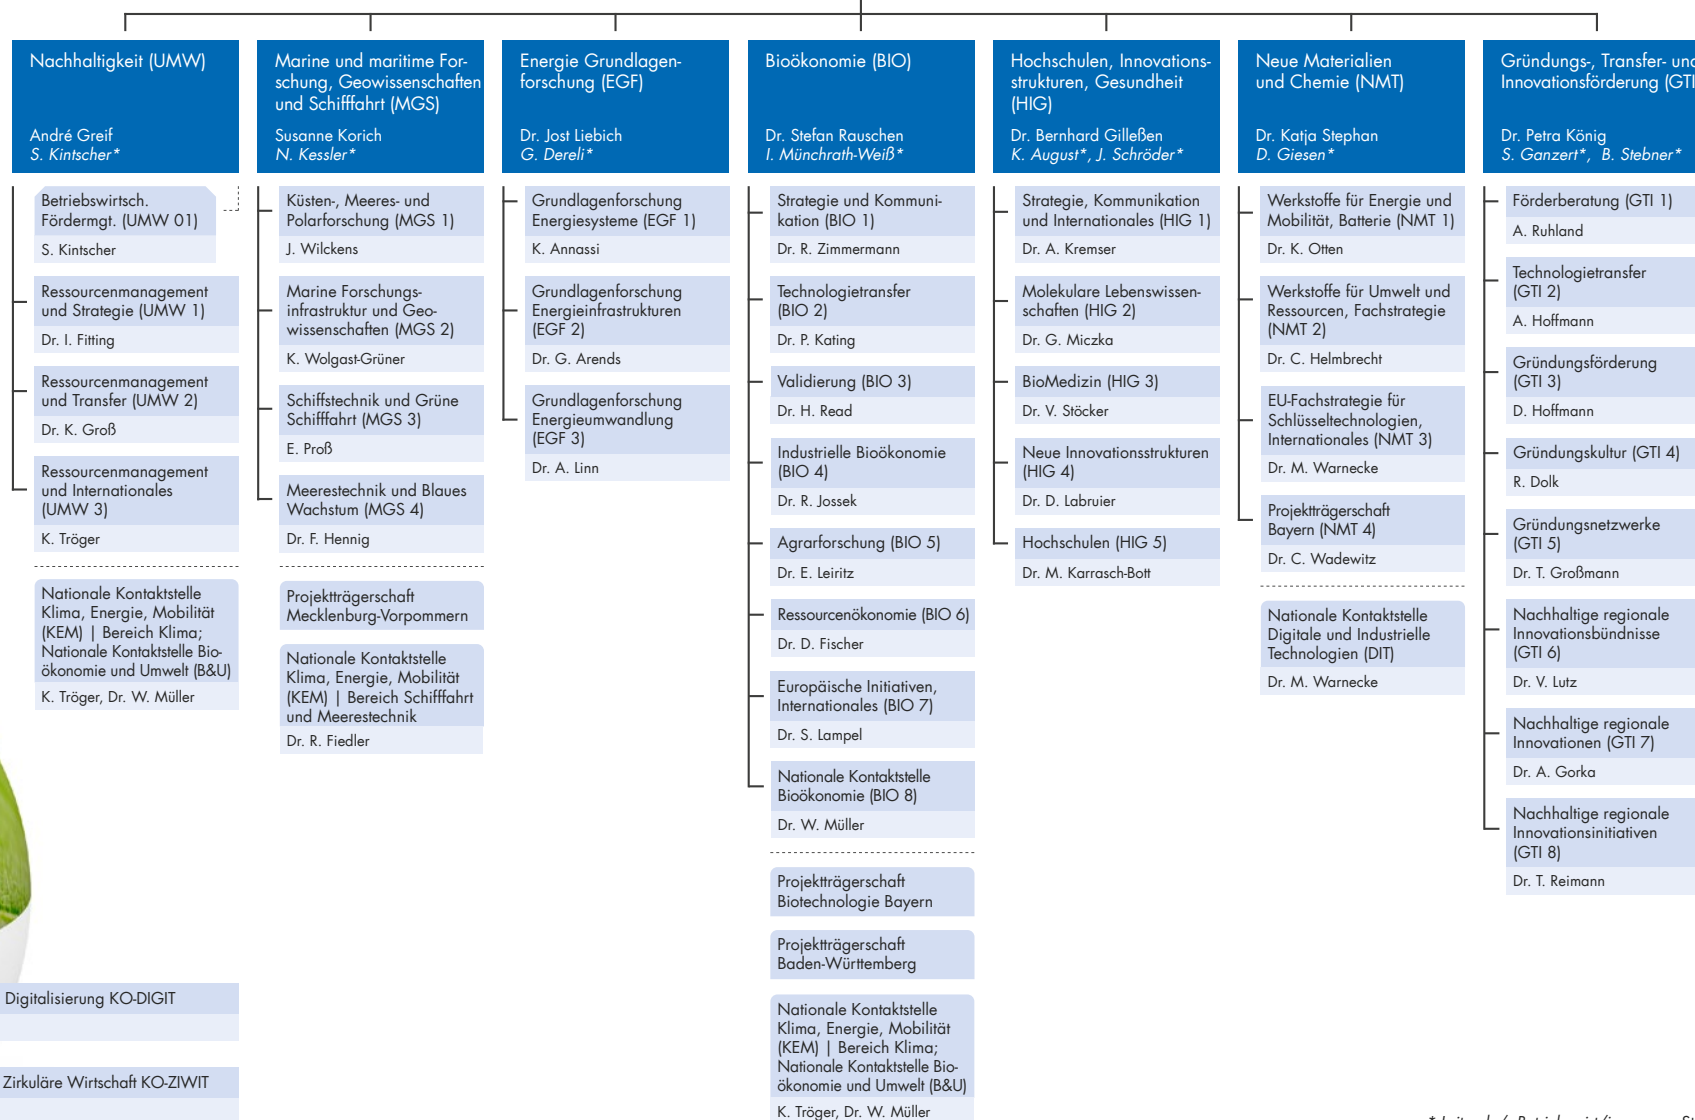 Nachhaltigkeit (UMW)
André Greif
S. Kintscher*
Betriebswirtsch.
Fördermgt. (UMW 01)
S. Kintscher
Ressourcenmanagement
und Strategie (UMW 1)
Dr. I. Fitting
Ressourcenmanagement
und Transfer (UMW 2)
Dr. K. Groß
Ressourcenmanagement
und Internationales
(UMW 3)
K. Tröger
Nationale Kontaktstelle
Klima, Energie, Mobilität
(KEM) | Bereich Klima;
Nationale Kontaktstelle Bio-
ökonomie und Umwelt (B&U)
K. Tröger, Dr. W. Müller
Digitalisierung KO-DIGIT
Zirkuläre Wirtschaft KO-ZIWIT
Marine und maritime For-
schung, Geowissenschaften
und Schifffahrt (MGS)
Susanne Korich
N. Kessler*
Küsten-, Meeres- und
Polarforschung (MGS 1)
J. Wilckens
Marine Forschungs-
infrastruktur und Geo-
wissenschaften (MGS 2)
K. Wolgast-Grüner
Schiffstechnik und Grüne
Schifffahrt (MGS 3)
E. Proß
Meerestechnik und Blaues
Wachstum (MGS 4)
Dr. F. Hennig
Projektträgerschaft
Mecklenburg-Vorpommern
Nationale Kontaktstelle
Klima, Energie, Mobilität
(KEM) | Bereich Schifffahrt
und Meerestechnik
Dr. R. Fiedler
Energie Grundlagen-
forschung (EGF)
Dr. Jost Liebich
G. Dereli*
Grundlagenforschung
Energiesysteme (EGF 1)
K. Annassi
Grundlagenforschung
Energieinfrastrukturen
(EGF 2)
Dr. G. Arends
Grundlagenforschung
Energieumwandlung
(EGF 3)
Dr. A. Linn
Bioökonomie (BIO)
Dr. Stefan Rauschen
I. Münchrath-Weiß*
Strategie und Kommuni-
kation (BIO 1)
Dr. R. Zimmermann
Technologietransfer
(BIO 2)
Dr. P. Kating
Validierung (BIO 3)
Dr. H. Read
Industrielle Bioökonomie
(BIO 4)
Dr. R. Jossek
Agrarforschung (BIO 5)
Dr. E. Leiritz
Ressourcenökonomie (BIO 6)
Dr. D. Fischer
Europäische Initiativen,
Internationales (BIO 7)
Dr. S. Lampel
Nationale Kontaktstelle
Bioökonomie (BIO 8)
Dr. W. Müller
Projektträgerschaft
Biotechnologie Bayern
Projektträgerschaft
Baden-Württemberg
Nationale Kontaktstelle
Klima, Energie, Mobilität
(KEM) | Bereich Klima;
Nationale Kontaktstelle Bio-
ökonomie und Umwelt (B&U)
K. Tröger, Dr. W. Müller
Hochschulen, Innovations-
strukturen, Gesundheit
(HIG)
Dr. Bernhard Gilleßen
K. August*, J. Schröder*
Strategie, Kommunikation
und Internationales (HIG 1)
Dr. A. Kremser
Molekulare Lebenswissen-
schaften (HIG 2)
Dr. G. Miczka
BioMedizin (HIG 3)
Dr. V. Stöcker
Neue Innovationsstrukturen
(HIG 4)
Dr. D. Labruier
Hochschulen (HIG 5)
Dr. M. Karrasch-Bott
Neue Materialien
und Chemie (NMT)
Dr. Katja Stephan
D. Giesen*
Werkstoffe für Energie und
Mobilität, Batterie (NMT 1)
Dr. K. Otten
Werkstoffe für Umwelt und
Ressourcen, Fachstrategie
(NMT 2)
Dr. C. Helmbrecht
EU-Fachstrategie für
Schlüsseltechnologien,
Internationales (NMT 3)
Dr. M. Warnecke
Projektträgerschaft
Bayern (NMT 4)
Dr. C. Wadewitz
Nationale Kontaktstelle
Digitale und Industrielle
Technologien (DIT)
Dr. M. Warnecke
Gründungs-, Transfer- und
Innovationsförderung (GTI
Dr. Petra König
S. Ganzert*, B. Stebner*
Förderberatung (GTI 1)
A. Ruhland
Technologietransfer
(GTI 2)
A. Hoffmann
Gründungsförderung
(GTI 3)
D. Hoffmann
Gründungskultur (GTI 4)
R. Dolk
Gründungsnetzwerke
(GTI 5)
Dr. T. Großmann
Nachhaltige regionale
Innovationsbündnisse
(GTI 6)
Dr. V. Lutz
Nachhaltige regionale
Innovationen (GTI 7)
Dr. A. Gorka
Nachhaltige regionale
Innovationsinitiativen
(GTI 8)
Dr. T. Reimann